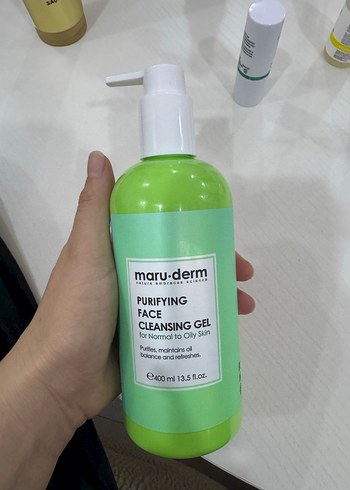 maru·derm
nature embraces science
PURIFYING
FACE
CLEANSING GEL
for Normal to Oily Skin
Purifies, maintains oil
balance and refreshes.
℮400 ml 13.5 fl.oz.